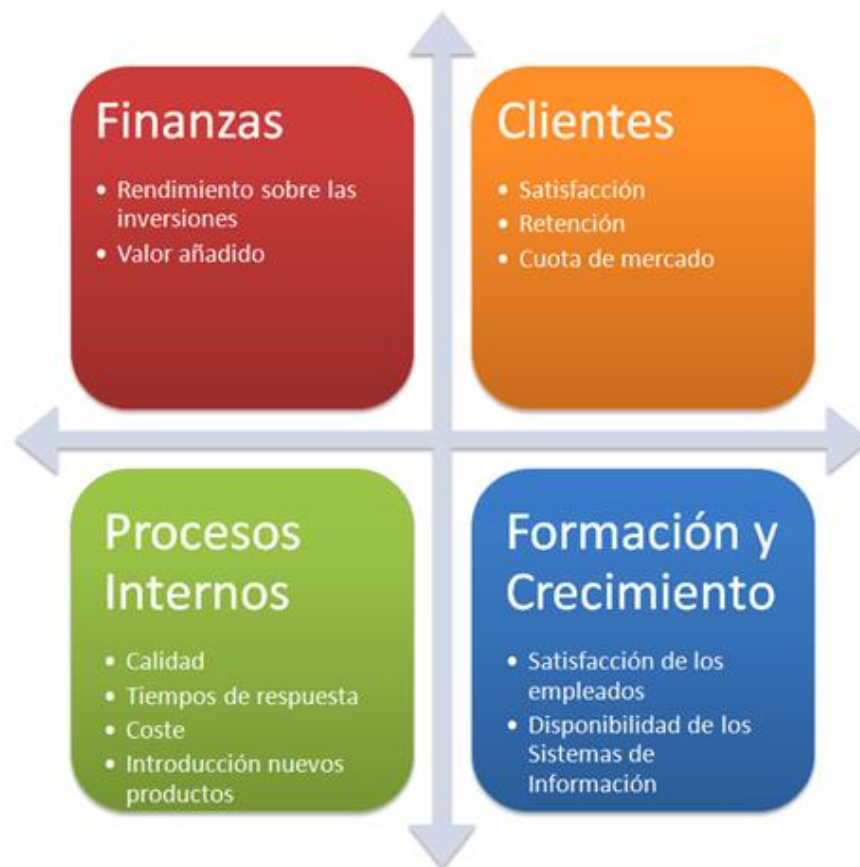 Finanzas
• Rendimiento sobre las
inversiones
• Valor añadido
Clientes
• Satisfacción
• Retención
• Cuota de mercado
Procesos
Internos
• Calidad
• Tiempos de respuesta
• Coste
• Introducción nuevos
productos
Formación y
Crecimiento
• Satisfacción de los
empleados
• Disponibilidad de los
Sistemas de
Información